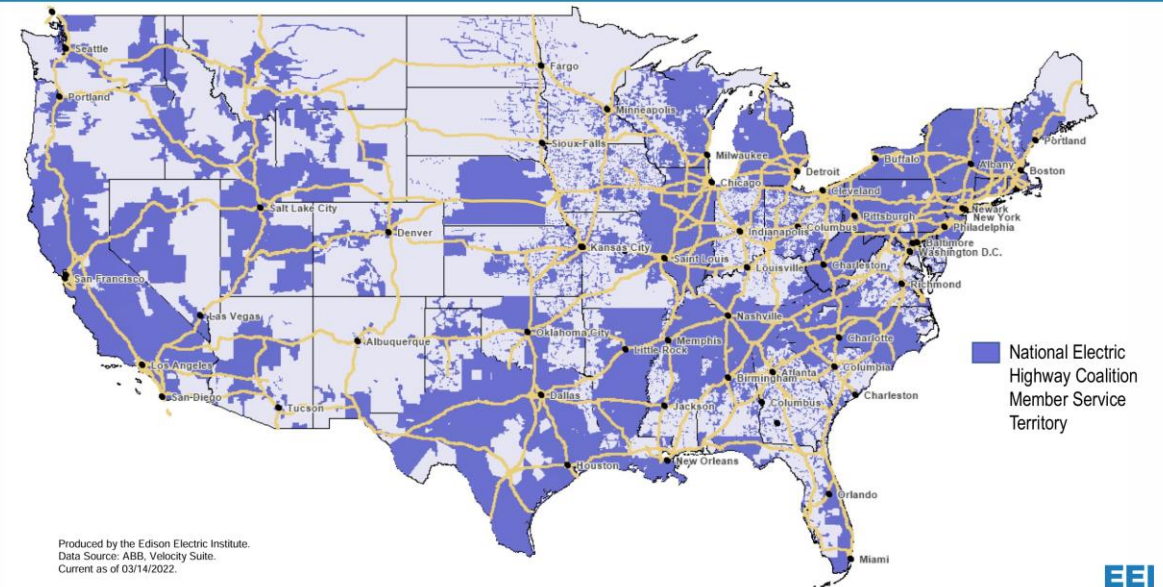 Seattle
Portland
Fargo
Minneapolis
Sioux-Falls
Milwaukee
Detroit
Chicago
Buffalo
Albany
Portland
Boston
Cleveland
Newark
New York
Pittsburgh
Philadelphia
Salt Lake City
Denver
Kansas City
Indianapolis
Columbus
Baltimore
Washington D.C.
Saint Louis
Louisville
Charleston
Richmond
San Francisco
Las Vegas
Albuquerque
Oklahoma City
Little Rock
Memphis
Nashville
Charlotte
Los Angeles
San-Diego
Tucson
Dallas
Jackson
Birmingham
Atlanta
Columbia
Columbus
Charleston
Houston
New Orleans
Orlando
Miami
National Electric
Highway Coalition
Member Service
Territory
Produced by the Edison Electric Institute.
Data Source: ABB, Velocity Suite.
Current as of 03/14/2022.
EEI